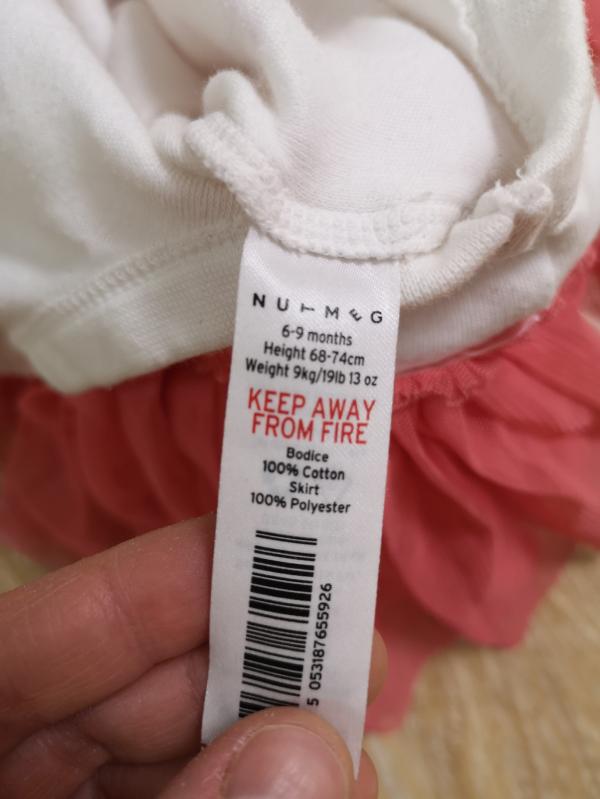 NUTMEG
6-9 months
Height 68-74cm
Weight 9kg/19lb 13 oz
KEEP AWAY
FROM FIRE
Bodice
100% Cotton
Skirt
100% Polyester
5 053187655926